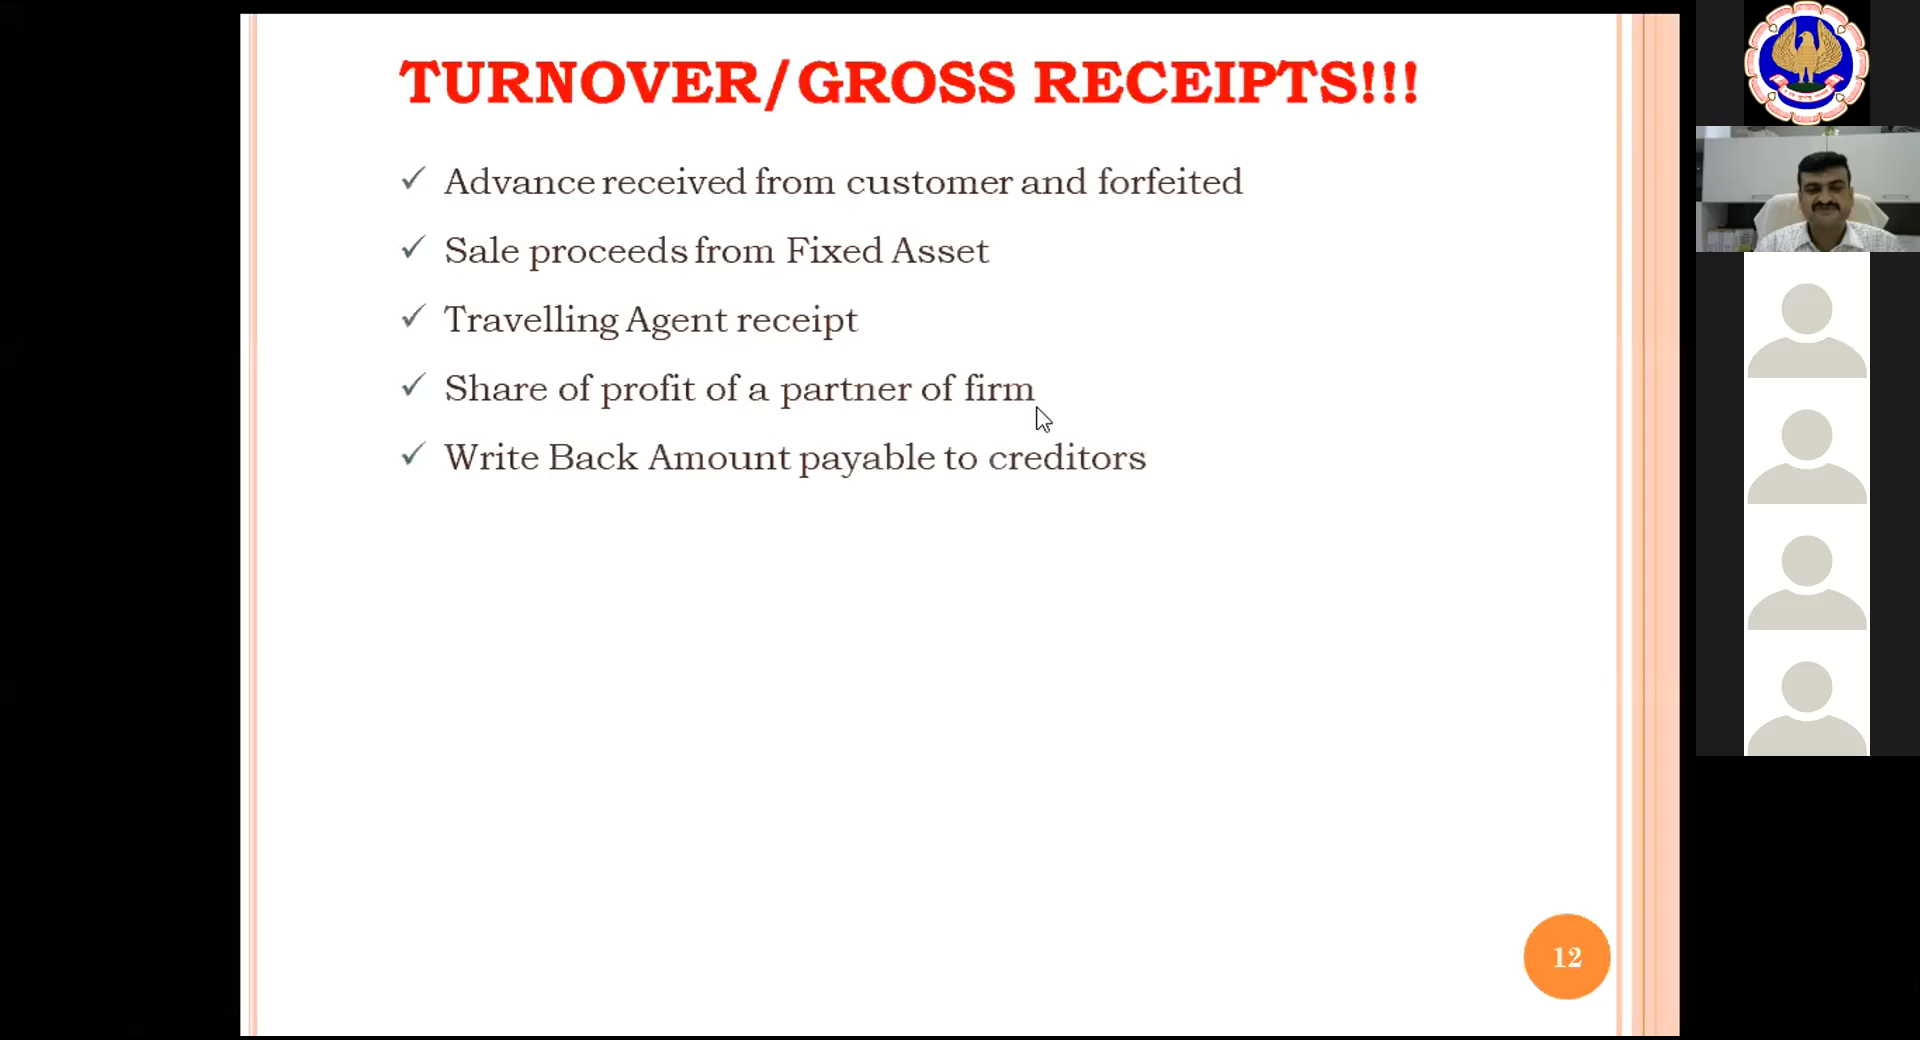 TURNOVER/GROSS RECEIPTS!!!
✓ Advance received from customer and forfeited
✓ Sale proceeds from Fixed Asset
✓ Travelling Agent receipt
✓ Share of profit of a partner of firm
✓ Write Back Amount payable to creditors
12